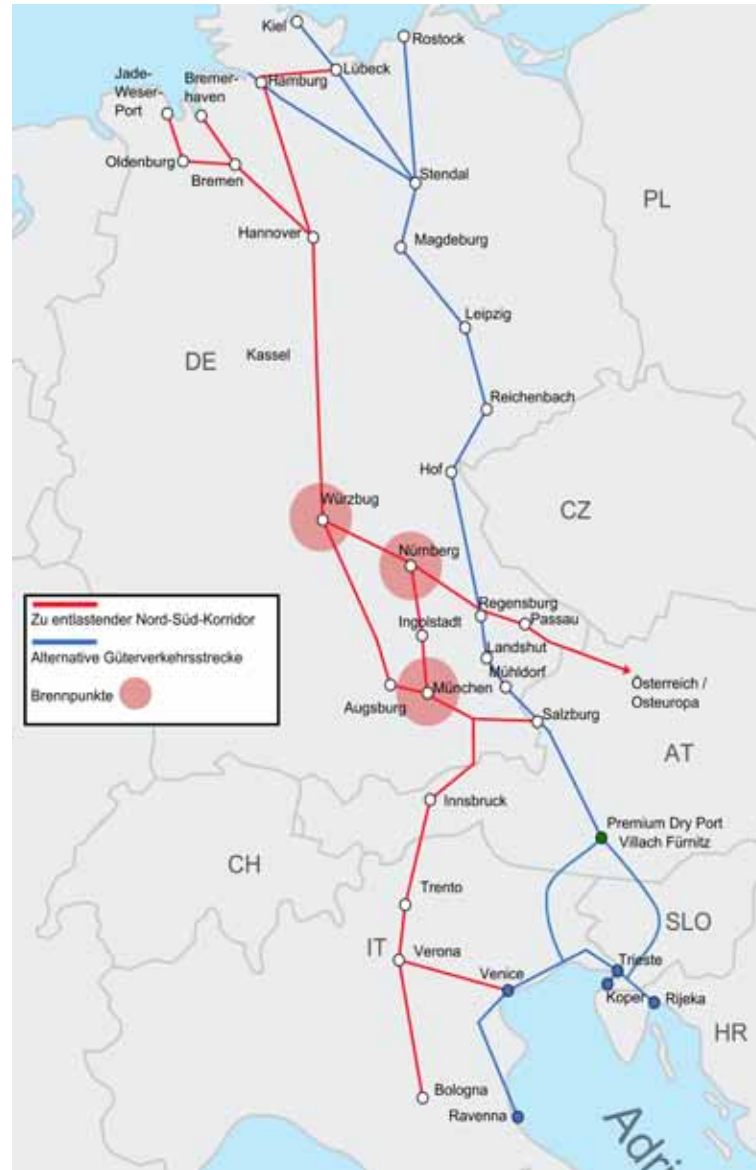 Kiel
Rostock
Jade-
Weser-
Port
Bremer-
haven
Hamburg
Lübeck
Oldenburg
Bremen
Stendal
PL
Hannover
Magdeburg
Leipzig
DE
Kassel
Reichenbach
Hof
Würzbug
CZ
Nürnberg
Zu entlastender Nord-Süd-Korridor
Alternative Güterverkehrsstrecke
Brennpunkte
Regensburg
Passau
Ingolstadt
Landshut
Mühldorf
München
Augsburg
Österreich /
Osteuropa
Salzburg
AT
Innsbruck
Premium Dry Port
Villach Fürnitz
CH
Trento
SLO
IT
Verona
Venice
Trieste
Koper
Rijeka
HR
Bologna
Ravenna
Adri